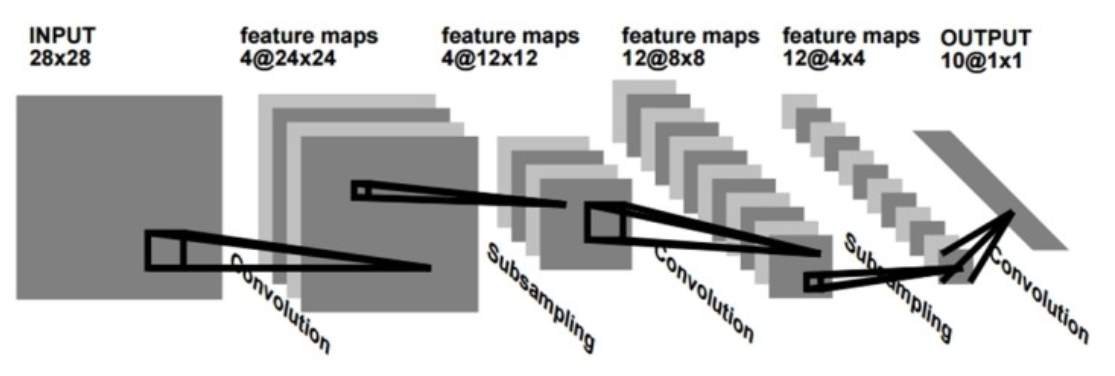 INPUT
28x28
feature maps
4@24x24
feature maps
4@12x12
feature maps
12@8x8
feature maps
12@4x4
OUTPUT
10@1x1
Convolution
Subsampling
Convolution
Subsampling
Convolution